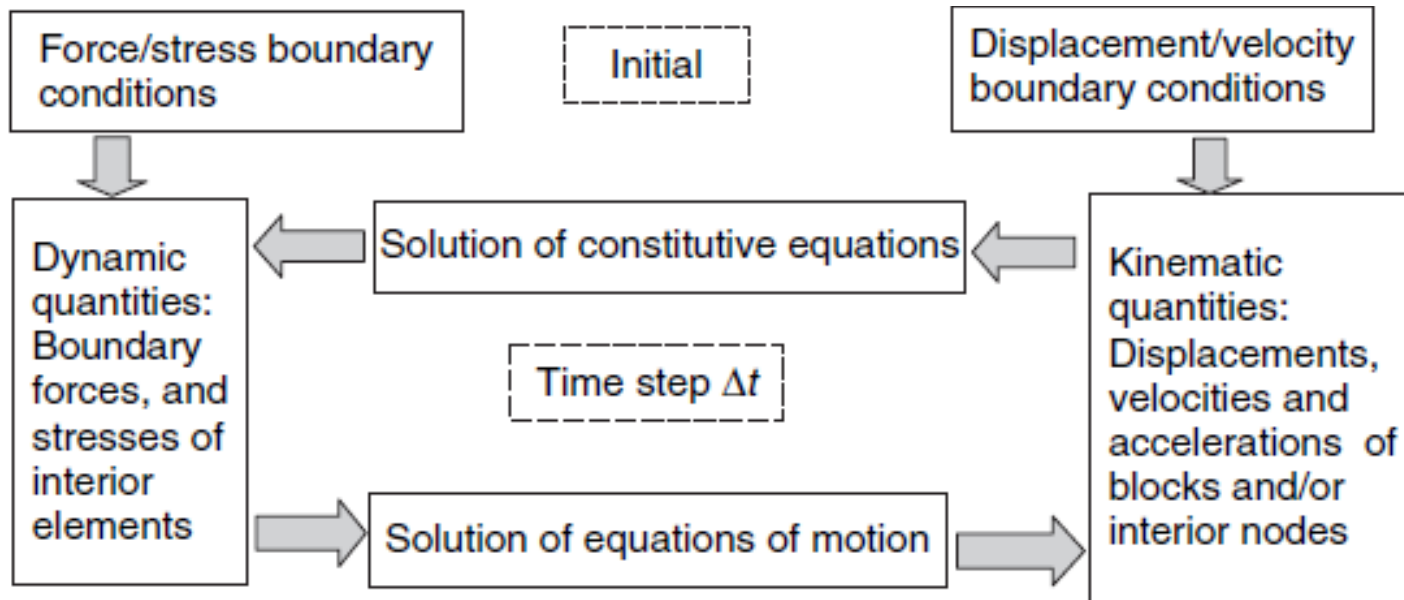 Force/stress boundary
conditions
Initial
Displacement/velocity
boundary conditions
Dynamic
quantities:
Boundary
forces, and
stresses of
interior
elements
Solution of constitutive equations
Time step Δt
Solution of equations of motion
Kinematic
quantities:
Displacements,
velocities and
accelerations of
blocks and/or
interior nodes